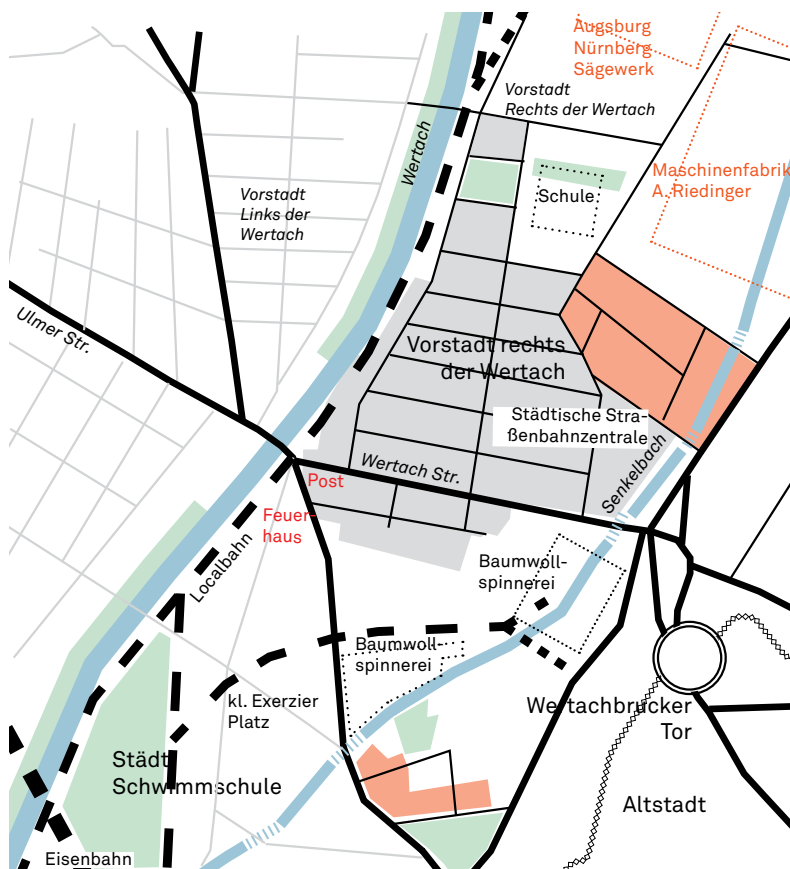 Augsburg
Nürnberg
Sägewerk
Vorstadt
Rechts der Wertach
Wertach
Maschinenfabrik
A. Riedinger
Schule
Vorstadt
Links der
Wertach
Ulmer Str.
Vorstadt rechts
der Wertach
Städtische Stra-
ßenbahnzentrale
Wertach Str.
Senkelbach
Post
Feuer-
haus
Localbahn
Baumwoll-
spinnerei
Baumwoll-
spinnerei
kl. Exerzier
Platz
Wertachbrucker
Tor
Städt
Schwimmschule
Altstadt
Eisenbahn